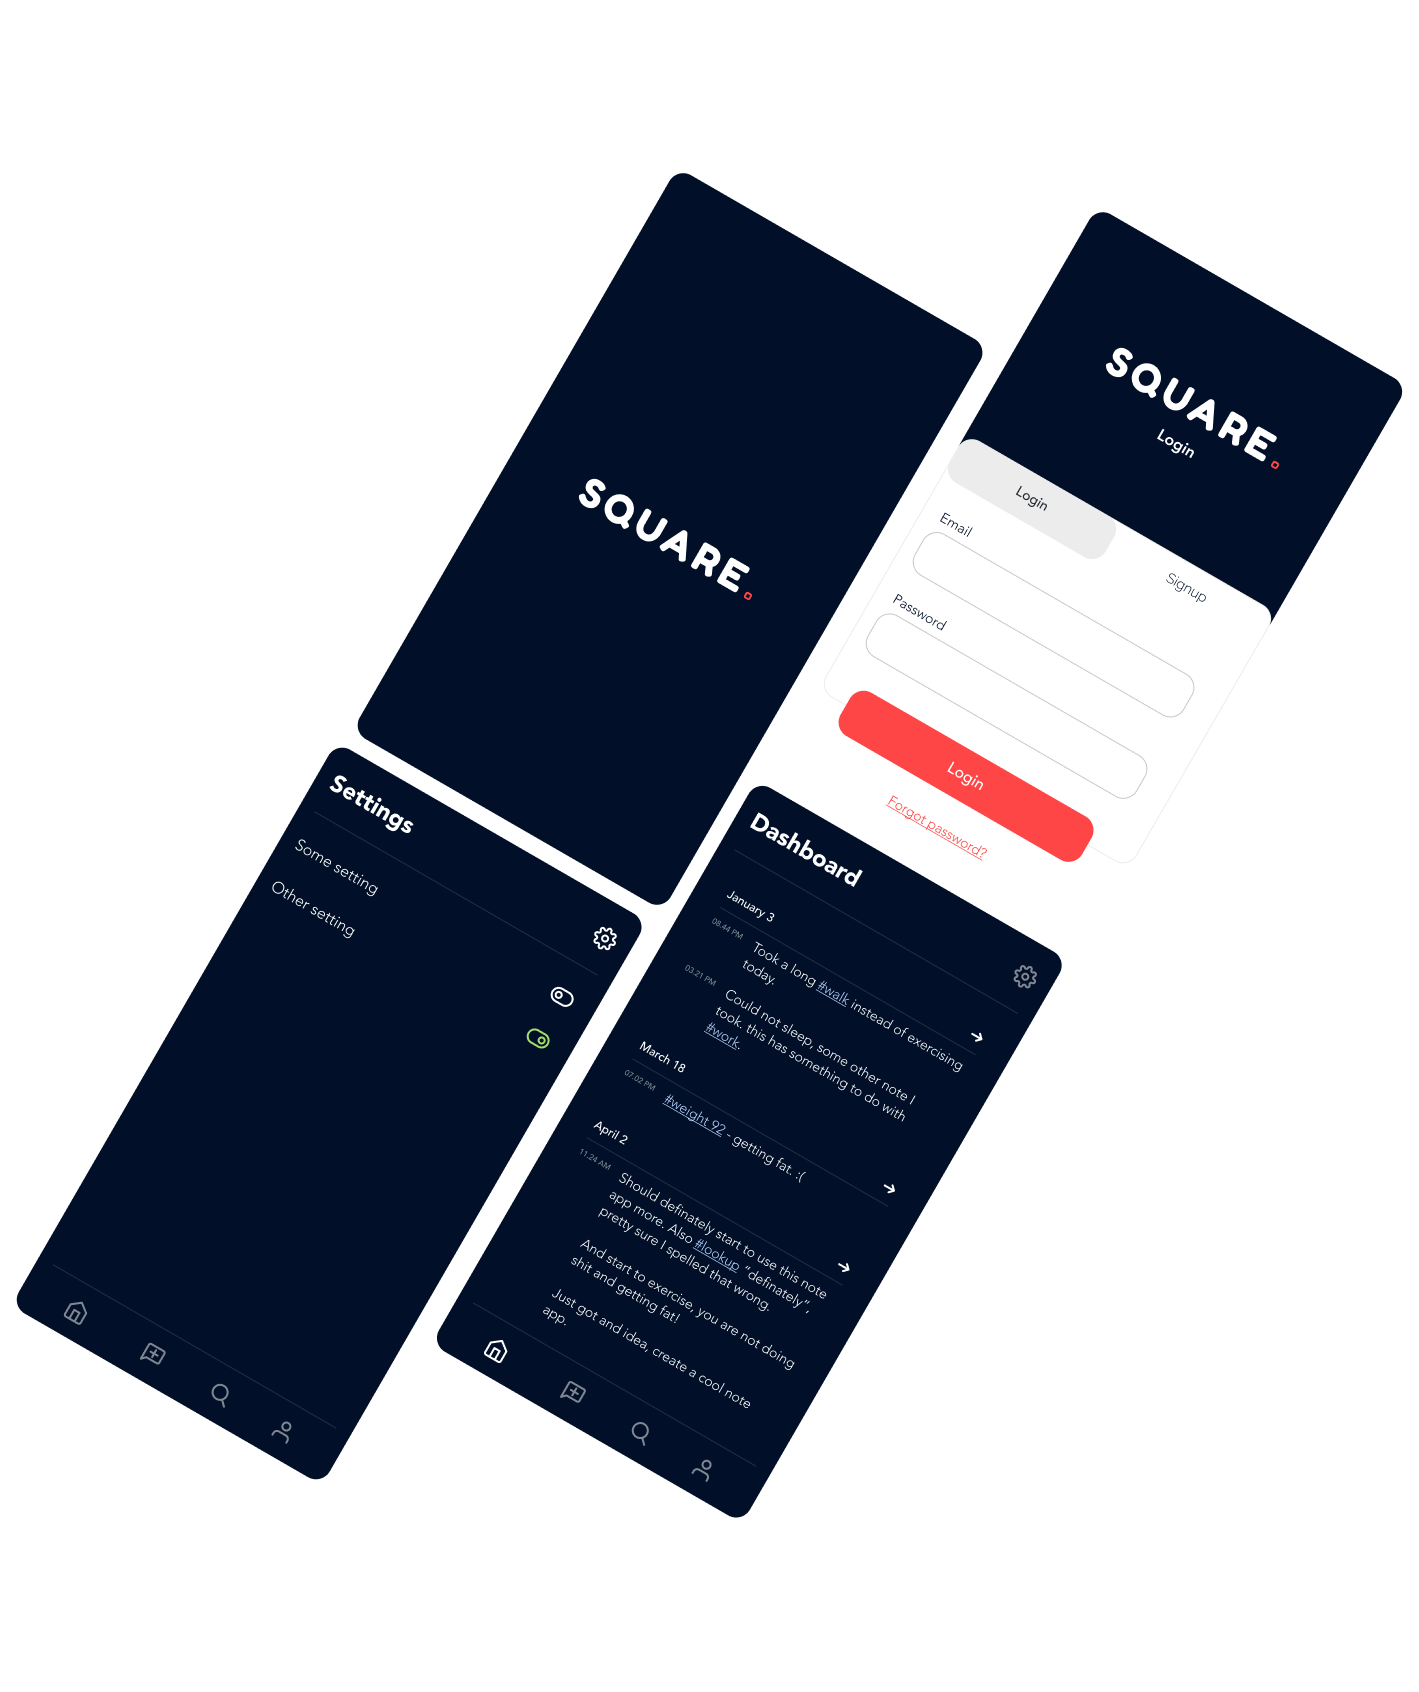 SQUARE.
SQUARE.
Login
Login
Signup
Email
Password
Login
Forgot password?
Settings
Some setting
Other setting
Dashboard
January 3
08.44 PM
Took a long #walk instead of exercising
today.
03.21 PM
Could not sleep, some other note I
took. this has something to do with
#work.
March 18
07.02 PM
#weight 92 - getting fat. :(
April 2
11.24 AM
Should definately start to use this note
app more. Also #lookup “definately”,
pretty sure I spelled that wrong.
And start to exercise, you are not doing
shit and getting fat!
Just got and idea, create a cool note
app.